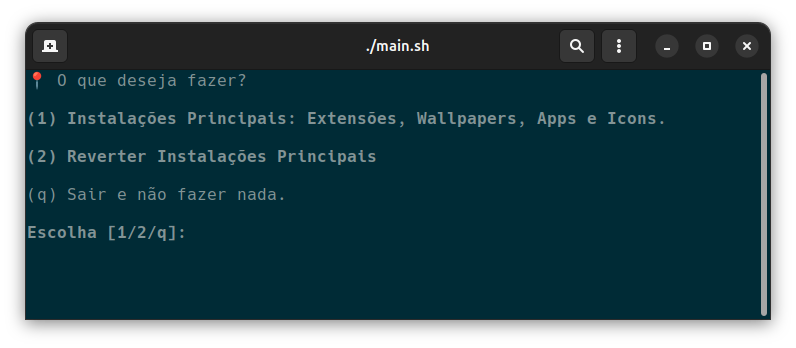 ./main.sh
O que deseja fazer?
(1) Instalações Principais: Extensões, Wallpapers, Apps e Icons.
(2) Reverter Instalações Principais
(q) Sair e não fazer nada.
Escolha [1/2/q]: